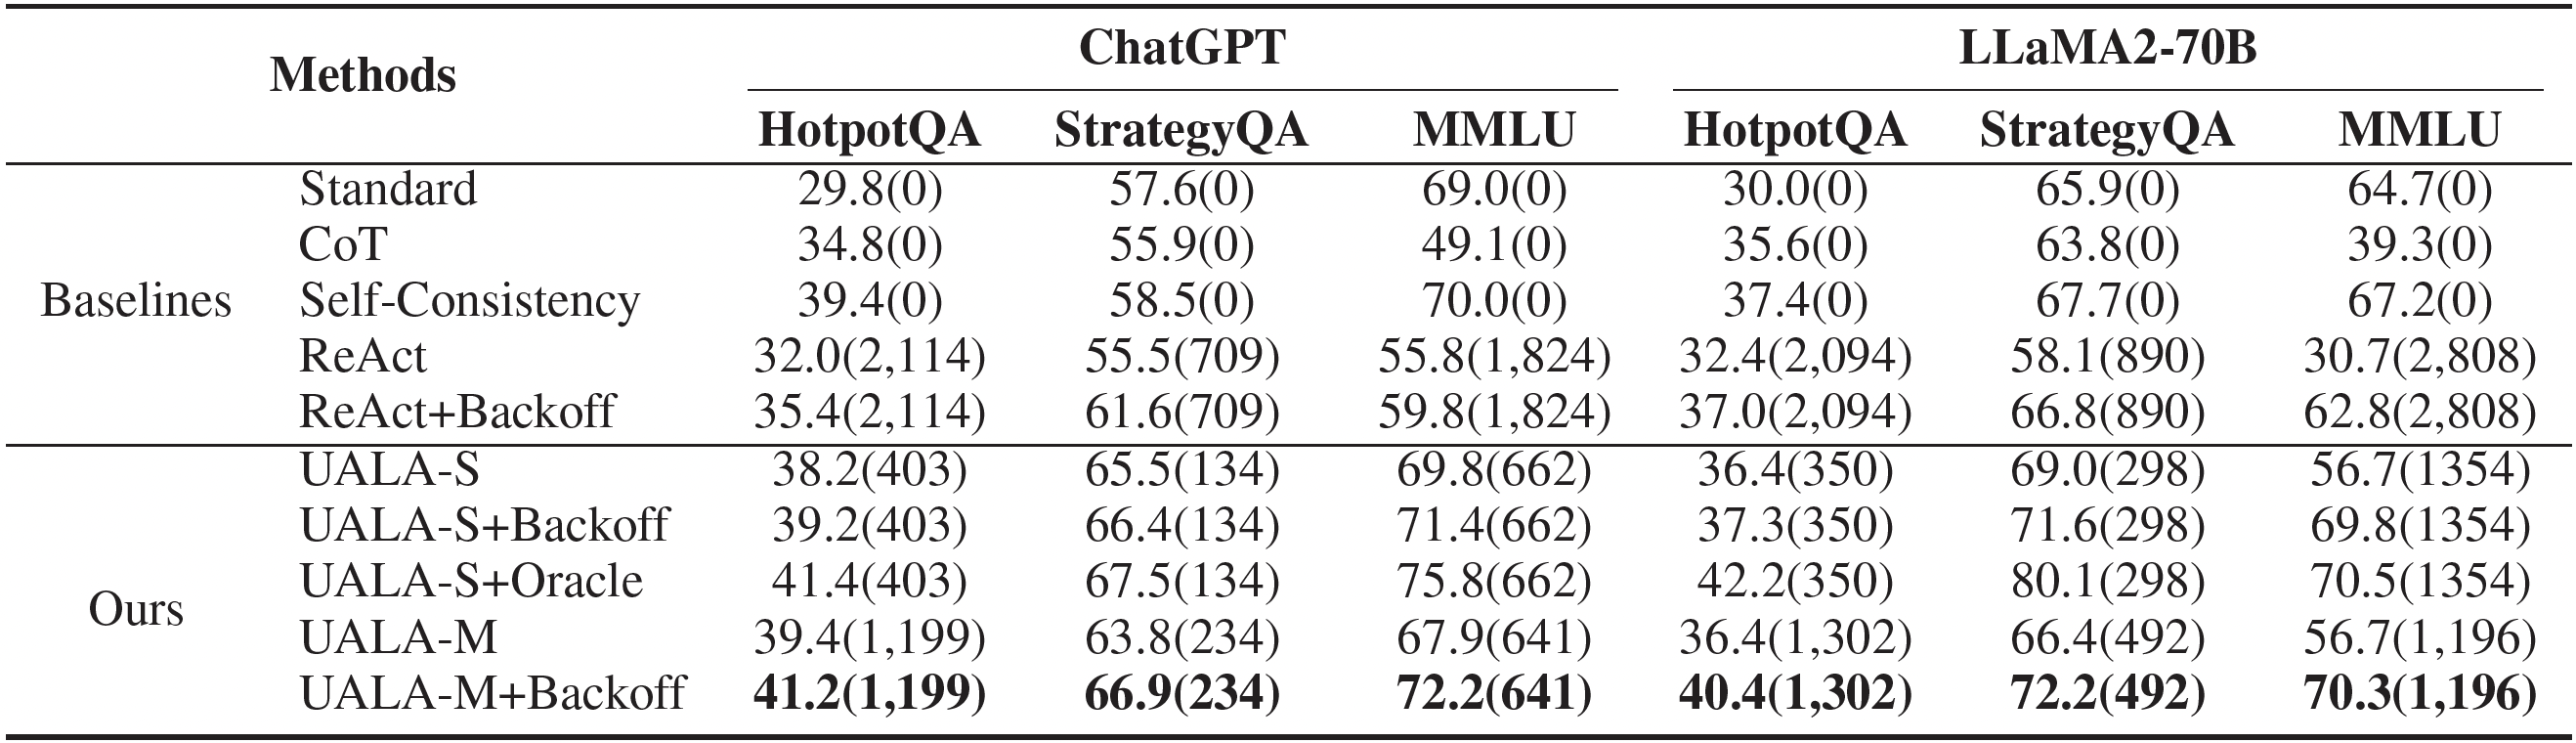 Methods ChatGPT LLaMA2-70B
HotpotQA StrategyQA MMLU HotpotQA StrategyQA MMLU
Baselines
Standard 29.8(0) 57.6(0) 69.0(0) 30.0(0) 65.9(0) 64.7(0)
CoT 34.8(0) 55.9(0) 49.1(0) 35.6(0) 63.8(0) 39.3(0)
Self-Consistency 39.4(0) 58.5(0) 70.0(0) 37.4(0) 67.7(0) 67.2(0)
ReAct 32.0(2,114) 55.5(709) 55.8(1,824) 32.4(2,094) 58.1(890) 30.7(2,808)
ReAct+Backoff 35.4(2,114) 61.6(709) 59.8(1,824) 37.0(2,094) 66.8(890) 62.8(2,808)
Ours
UALA-S 38.2(403) 65.5(134) 69.8(662) 36.4(350) 69.0(298) 56.7(1354)
UALA-S+Backoff 39.2(403) 66.4(134) 71.4(662) 37.3(350) 71.6(298) 69.8(1354)
UALA-S+Oracle 41.4(403) 67.5(134) 75.8(662) 42.2(350) 80.1(298) 70.5(1354)
UALA-M 39.4(1,199) 63.8(234) 67.9(641) 36.4(1,302) 66.4(492) 56.7(1,196)
UALA-M+Backoff 41.2(1,199) 66.9(234) 72.2(641) 40.4(1,302) 72.2(492) 70.3(1,196)